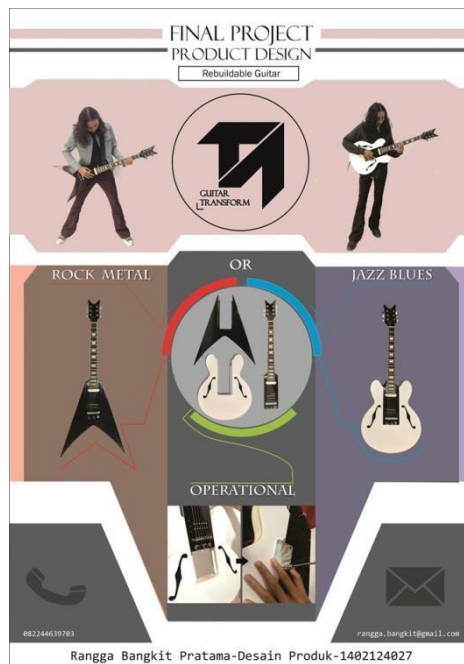 FINAL PROJECT
PRODUCT DESIGN
Rebuildable Guitar
GUITAR
TRANSFORM
ROCK METAL
OR
JAZZ BLUES
OPERATIONAL
082244639703
rangga.bangkit@gmail.com
Rangga Bangkit Pratama-Desain Produk-1402124027